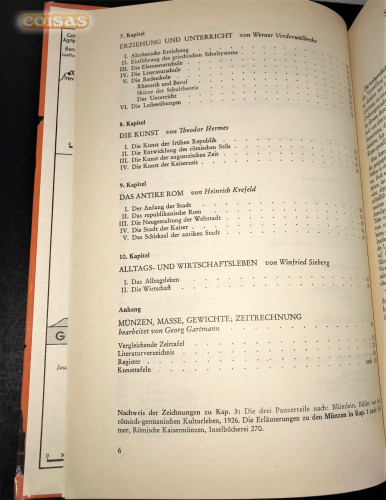 coisas
7. Kapitel
ERZIEHUNG UND UNTERRICHT von Werner Vorderwülbecke
I. Altrömische Erziehung
II. Einführung des griechischen Schulsystems
III. Die Elementarschule
IV. Die Literaturschule
V. Die Redeschule
Rhetorik und Beruf
Skizze der Schultheorie
Der Unterricht
VI. Die Leibesübungen
8. Kapitel
DIE KUNST von Theodor Hermes
I. Die Kunst der frühen Republik
II. Die Entwicklung des römischen Stils
III. Die Kunst der augusteischen Zeit
IV. Die Kunst der Kaiserzeit
9. Kapitel
DAS ANTIKE ROM von Heinrich Krefeld
I. Der Anfang der Stadt
II. Das republikanische Rom
III. Die Neugestaltung der Weltstadt
IV. Die Stadt der Kaiser
V. Das Schicksal der antiken Stadt
10. Kapitel
ALLTAGS- UND WIRTSCHAFTSLEBEN von Winfried Sieberg
I. Das Alltagsleben
II. Die Wirtschaft
Anhang
MÜNZEN, MASSE, GEWICHTE; ZEITRECHNUNG
bearbeitet von Georg Gartmann
Vergleichende Zeittafel
Literaturverzeichnis
Register
Kunsttafeln
Nachweis der Zeichnungen zu Kap. 3: Die drei Panzerteile nach: Blümlein, Bilder aus
römisch-germanischen Kulturleben, 1926. Die Erläuterungen zu den Münzen in Kap. I nach
mer, Römische Kaisermünzen, Inselbücherei 270.
6